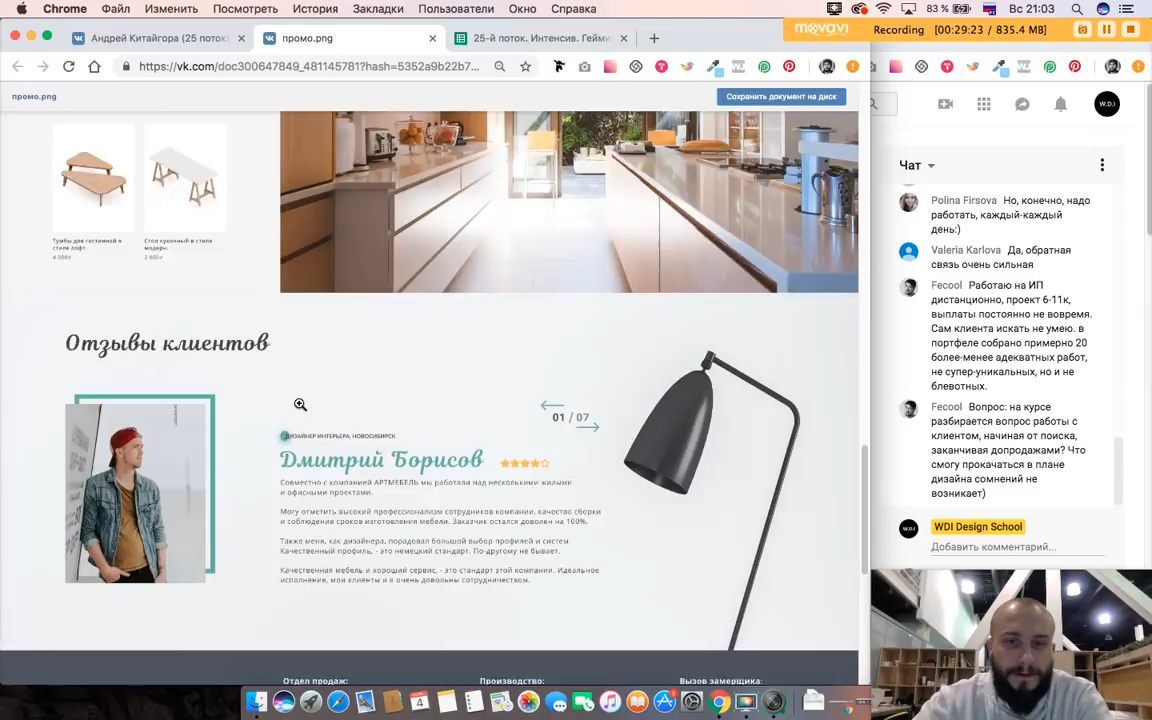 Chrome Файл Изменить Посмотреть История Закладки Пользователи Окно Справка
83 % Вс 21:03
movavi Recording [00:29:23 / 835.4 MB]
Андрей Китайгора (25 поток)
промо.png
25-й поток. Интенсив. Гейми
https://vk.com/doc300647849_481145781?hash=5352a9b22b7...
промо.png
Сохранить документ на диск
W.D.i
Тумбы для гостинной в стиле лофт.
4 008₽
Стол кухонный в стиле модерн.
2 800₽
Отзывы клиентов
01 / 07
ДИЗАЙНЕР ИНТЕРЬЕРА, НОВОСИБИРСК
Дмитрий Борисов
Совместно с компанией АРТМЕБЕЛЬ мы работали над несколькими жилыми
и офисными проектами.
Могу отметить высокий профессионализм сотрудников компании, качество сборки
и соблюдение сроков изготовления мебели. Заказчик остался доволен на 100%.
Также меня, как дизайнера, порадовал большой выбор профилей и систем
Качественный профиль, - это немецкий стандарт. По-другому не бывает.
Качественная мебель и хороший сервис, - это стандарт этой компании. Идеальное
исполнение, мои клиенты и я очень довольны сотрудничеством.
Отдел продаж:
Производство:
Вызов замерщика:
Чат
Polina Firsova Но, конечно, надо
работать, каждый-каждый
день:)
Valeria Karlova Да, обратная
связь очень сильная
Fecool Работаю на ИП
дистанционно, проект 6-11к,
выплаты постоянно не вовремя.
Сам клиента искать не умею. в
портфеле собрано примерно 20
более-менее адекватных работ,
не супер-уникальных, но и не
блевотных.
Fecool Вопрос: на курсе
разбирается вопрос работы с
клиентом, начиная от поиска,
заканчивая допродажами? Что
смогу прокачаться в плане
дизайна сомнений не
возникает)
W.D.i
WDI Design School
Добавить комментарий...
4